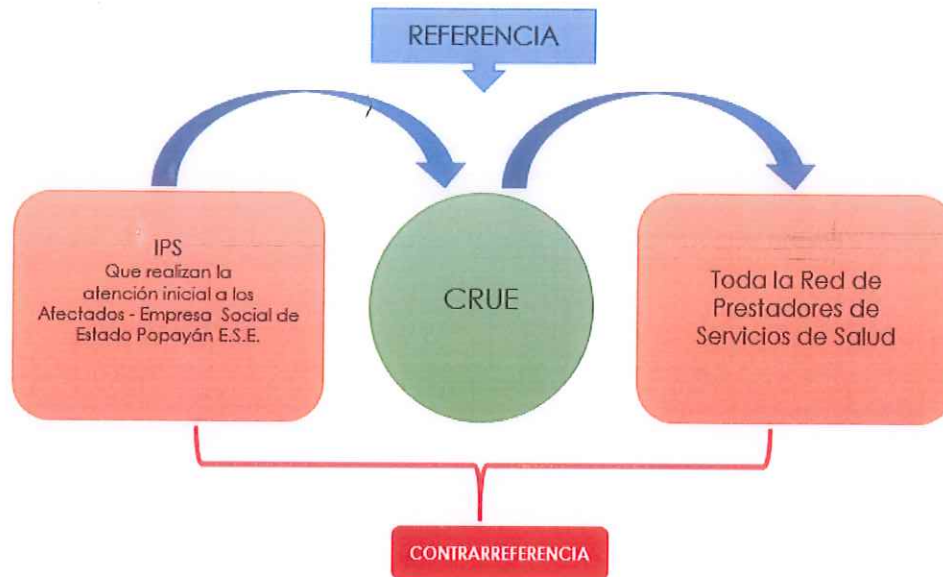 REFERENCIA
IPS
Que realizan la
atención inicial a los
Afectados - Empresa Social de
Estado Popayán E.S.E.
CRUE
Toda la Red de
Prestadores de
Servicios de Salud
CONTRARREFERENCIA